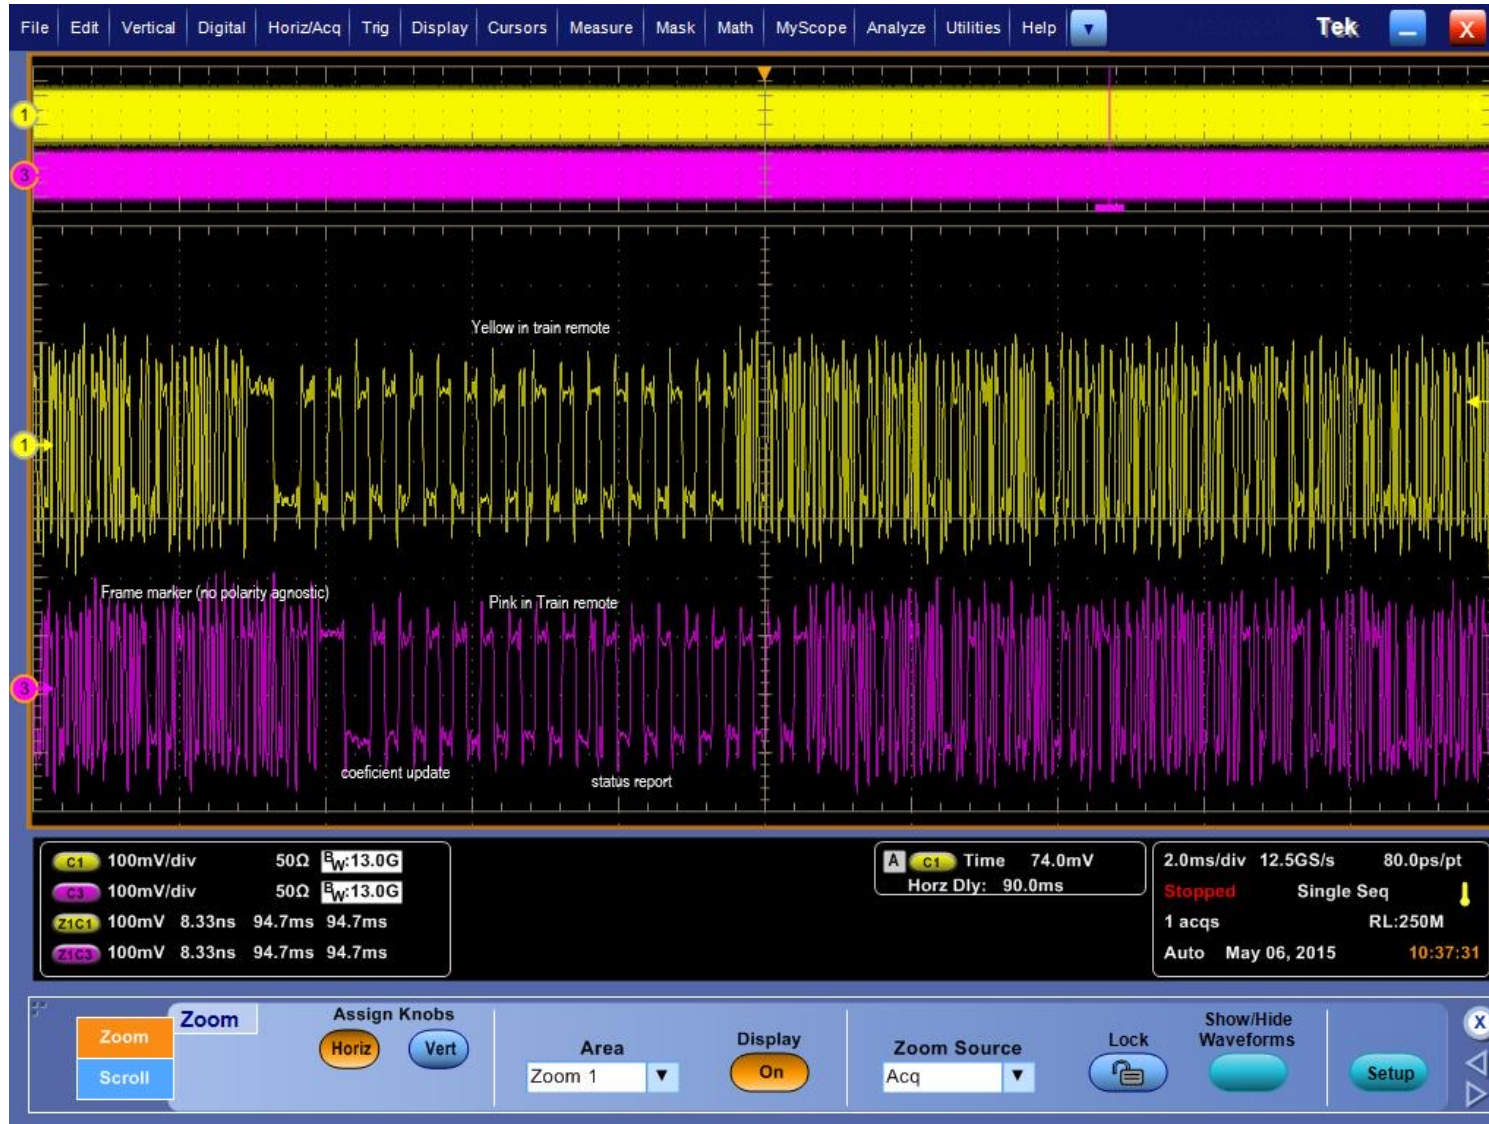 File Edit Vertical Digital Horiz/Acq Trig Display Cursors Measure Mask Math MyScope Analyze Utilities Help Tek X
1
3
Yellow in train remote
1
Frame marker (no polarity agnostic)
Pink in Train remote
3
coeficient update
status report
C1 100mV/div 50Ω BW:13.0G
C3 100mV/div 50Ω BW:13.0G
Z1C1 100mV 8.33ns 94.7ms 94.7ms
Z1C3 100mV 8.33ns 94.7ms 94.7ms
A C1 Time 74.0mV
Horz Dly: 90.0ms
2.0ms/div 12.5GS/s 80.0ps/pt
Stopped Single Seq
1 acqs RL:250M
Auto May 06, 2015 10:37:31
Zoom
Scroll
Zoom
Assign Knobs
Horiz Vert
Area
Zoom 1
Display
On
Zoom Source
Acq
Lock
Show/Hide
Waveforms
Setup
X